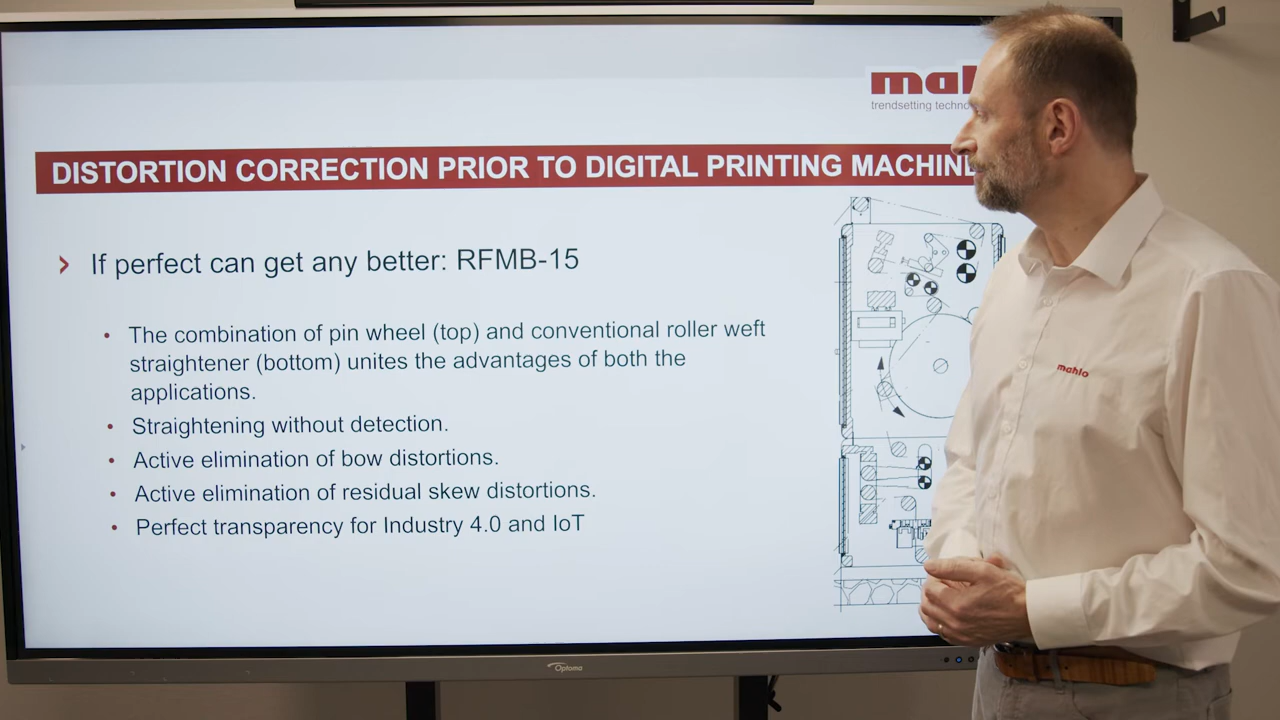 mahl
trendsetting techno
DISTORTION CORRECTION PRIOR TO DIGITAL PRINTING MACHINE
If perfect can get any better: RFMB-15
• The combination of pin wheel (top) and conventional roller weft
straightener (bottom) unites the advantages of both the
applications.
• Straightening without detection.
• Active elimination of bow distortions.
• Active elimination of residual skew distortions.
• Perfect transparency for Industry 4.0 and IoT
mahlo
Optoma